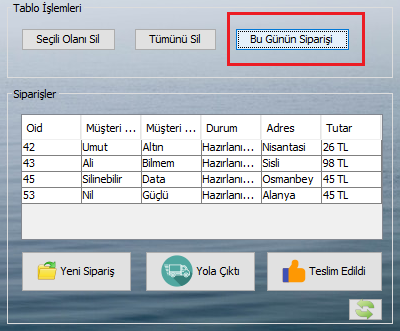 Tablo İşlemleri
Seçili Olanı Sil Tümünü Sil Bu Günün Siparişi
Siparişler
Oid Müşteri ... Müşteri ... Durum Adres Tutar
42 Umut Altın Hazırlanı... Nisantasi 26 TL
43 Ali Bilmem Hazırlanı... Sisli 98 TL
45 Silinebilir Data Hazırlanı... Osmanbey 45 TL
53 Nil Güçlü Hazırlanı... Alanya 45 TL
Yeni Sipariş Yola Çıktı Teslim Edildi